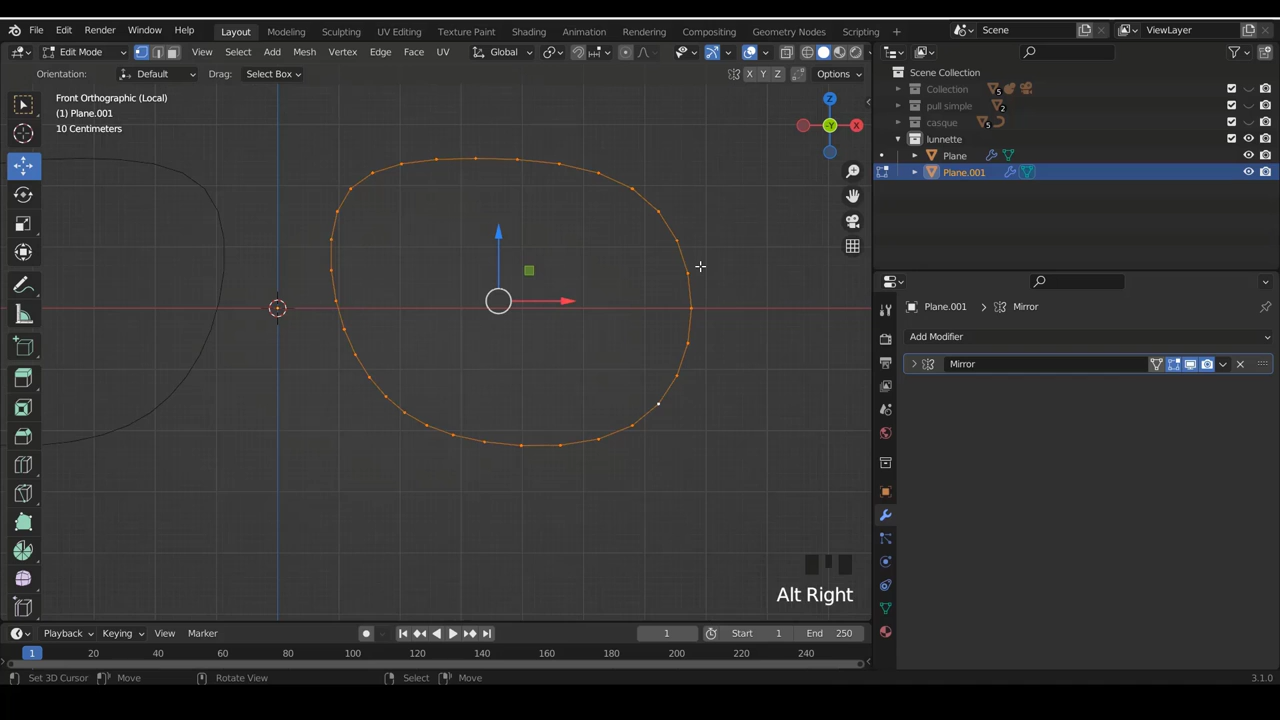 File Edit Render Window Help Layout Modeling Sculpting UV Editing Texture Paint Shading Animation Rendering Compositing Geometry Nodes Scripting Scene ViewLayer
Edit Mode View Select Add Mesh Vertex Edge Face UV Global
Orientation: Default Drag: Select Box X Y Z Options
Scene Collection
Collection 5
pull simple 2
casque 5
lunnette
Plane
Plane.001
Front Orthographic (Local)
(1) Plane.001
10 Centimeters
Z
X
-Y
Plane.001 > Mirror
Add Modifier
Mirror
Alt Right
Playback Keying View Marker 1 Start 1 End 250
1 20 40 60 80 100 120 140 160 180 200 220 240
Set 3D Cursor Move Rotate View Select Move 3.1.0